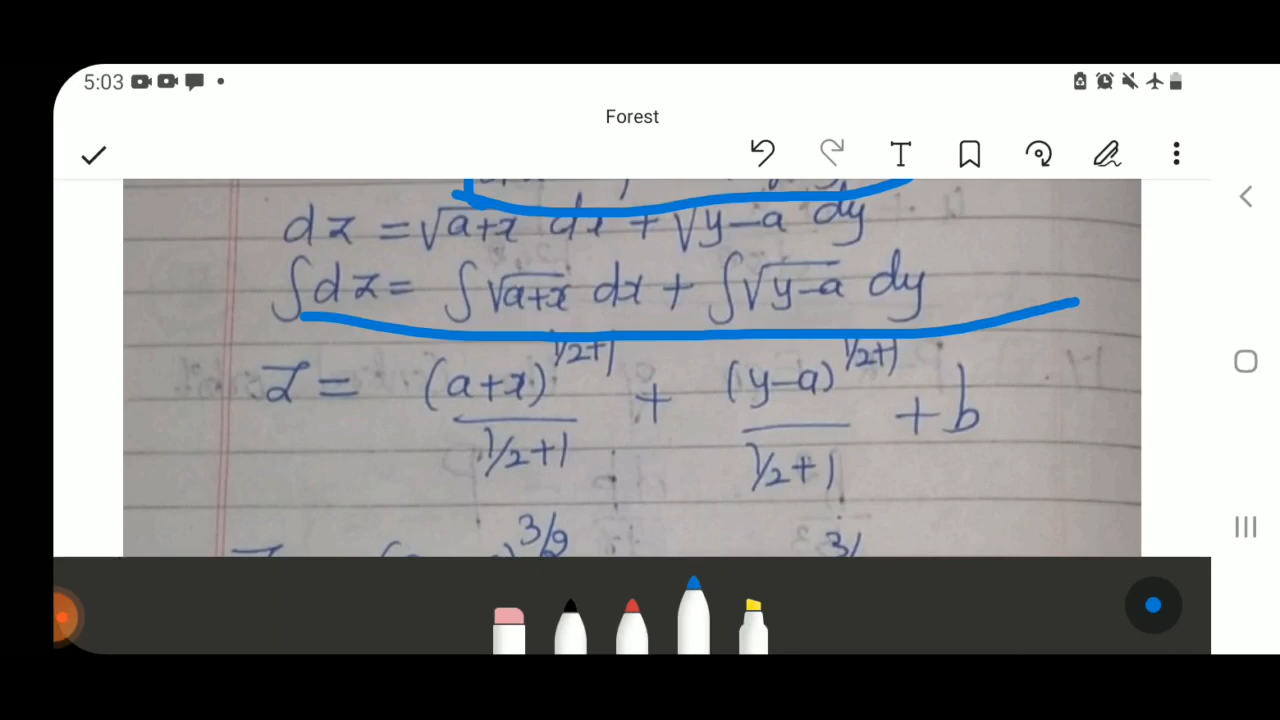 5:03
Forest
T
dz = √a+x dx + √y-a dy
∫dz = ∫√a+x dx + ∫√y-a dy
z = (a+x)^1/2+1 / 1/2+1 + (y-a)^1/2+1 / 1/2+1 + b